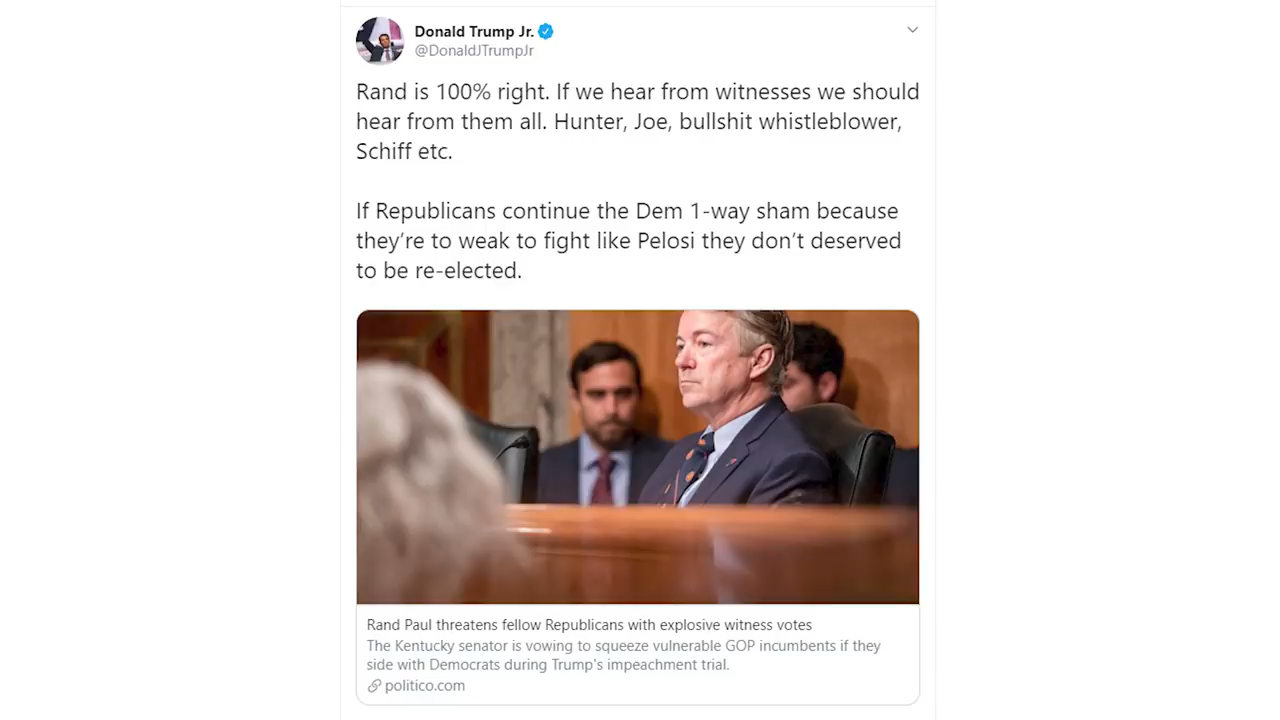 Donald Trump Jr.
@DonaldJTrumpJr
Rand is 100% right. If we hear from witnesses we should
hear from them all. Hunter, Joe, bullshit whistleblower,
Schiff etc.
If Republicans continue the Dem 1-way sham because
they’re to weak to fight like Pelosi they don’t deserved
to be re-elected.
Rand Paul threatens fellow Republicans with explosive witness votes
The Kentucky senator is vowing to squeeze vulnerable GOP incumbents if they
side with Democrats during Trump's impeachment trial.
politico.com